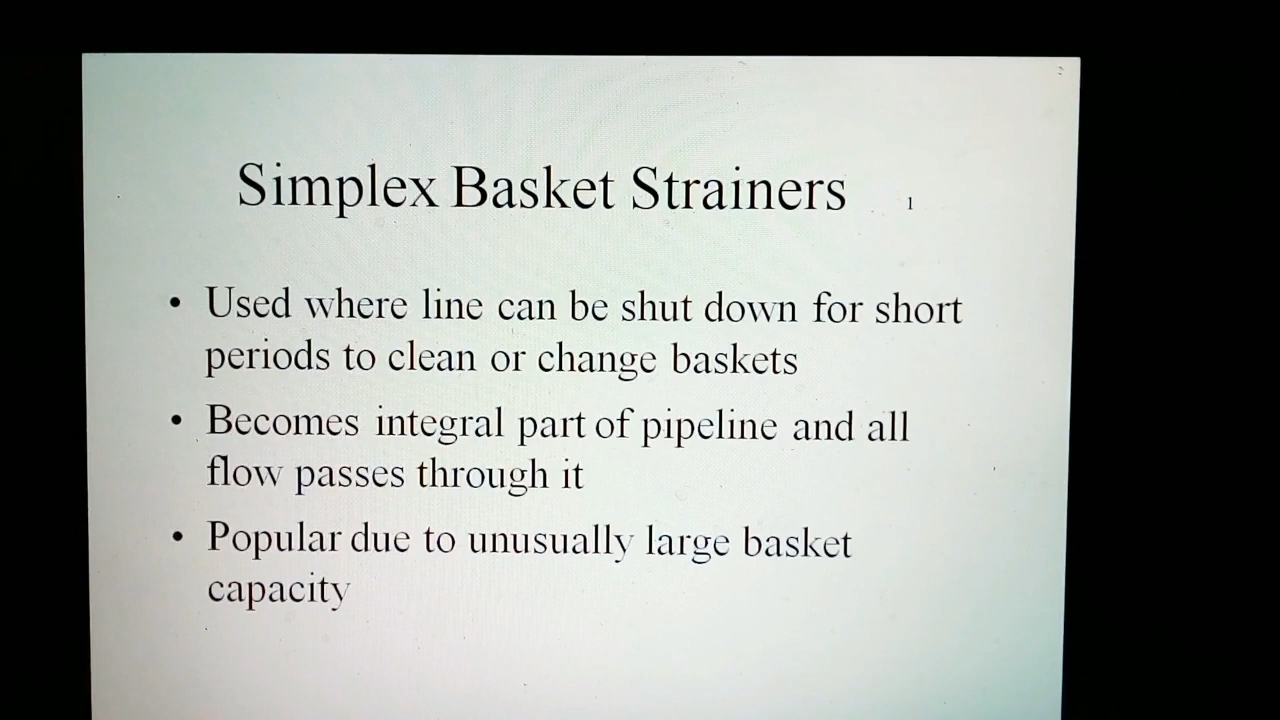 Simplex Basket Strainers 1
• Used where line can be shut down for short
periods to clean or change baskets
• Becomes integral part of pipeline and all
flow passes through it
• Popular due to unusually large basket
capacity